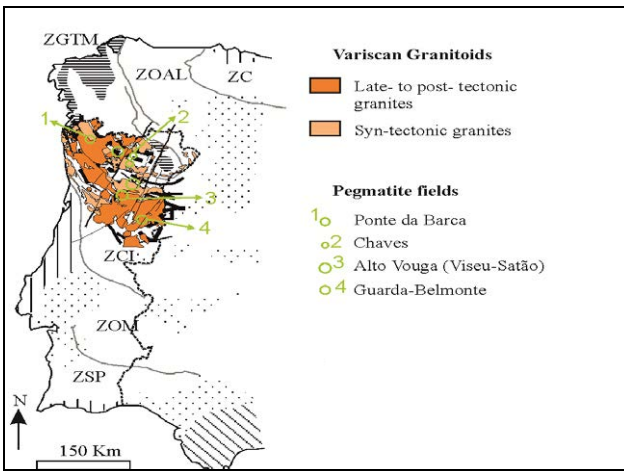 ZGTM
ZOAL
ZC
1
2
3
4
ZCI
ZOM
ZSP
N
150 Km
Variscan Granitoids
Late- to post- tectonic
granites
Syn-tectonic granites
Pegmatite fields
1 Ponte da Barca
2 Chaves
3 Alto Vouga (Viseu-Satão)
4 Guarda-Belmonte